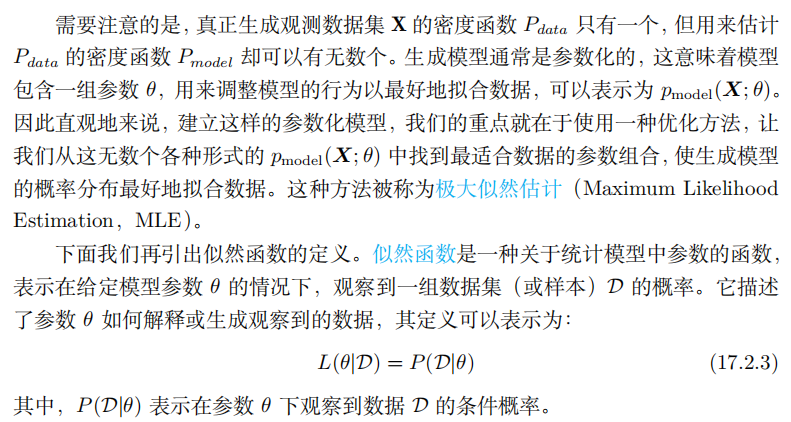 需要注意的是，真正生成观测数据集 X 的密度函数 P_data 只有一个，但用来估计
P_data 的密度函数 P_model 却可以有无数个。生成模型通常是参数化的，这意味着模型
包含一组参数 θ，用来调整模型的行为以最好地拟合数据，可以表示为 p_model(X; θ)。
因此直观地来说，建立这样的参数化模型，我们的重点就在于使用一种优化方法，让
我们从这无数个各种形式的 p_model(X; θ) 中找到最适合数据的参数组合，使生成模型
的概率分布最好地拟合数据。这种方法被称为极大似然估计（Maximum Likelihood
Estimation，MLE）。
下面我们再引出似然函数的定义。似然函数是一种关于统计模型中参数的函数，
表示在给定模型参数 θ 的情况下，观察到一组数据集（或样本）𝒟 的概率。它描述
了参数 θ 如何解释或生成观察到的数据，其定义可以表示为：
L(θ|𝒟) = P(𝒟|θ) (17.2.3)
其中，P(𝒟|θ) 表示在参数 θ 下观察到数据 𝒟 的条件概率。